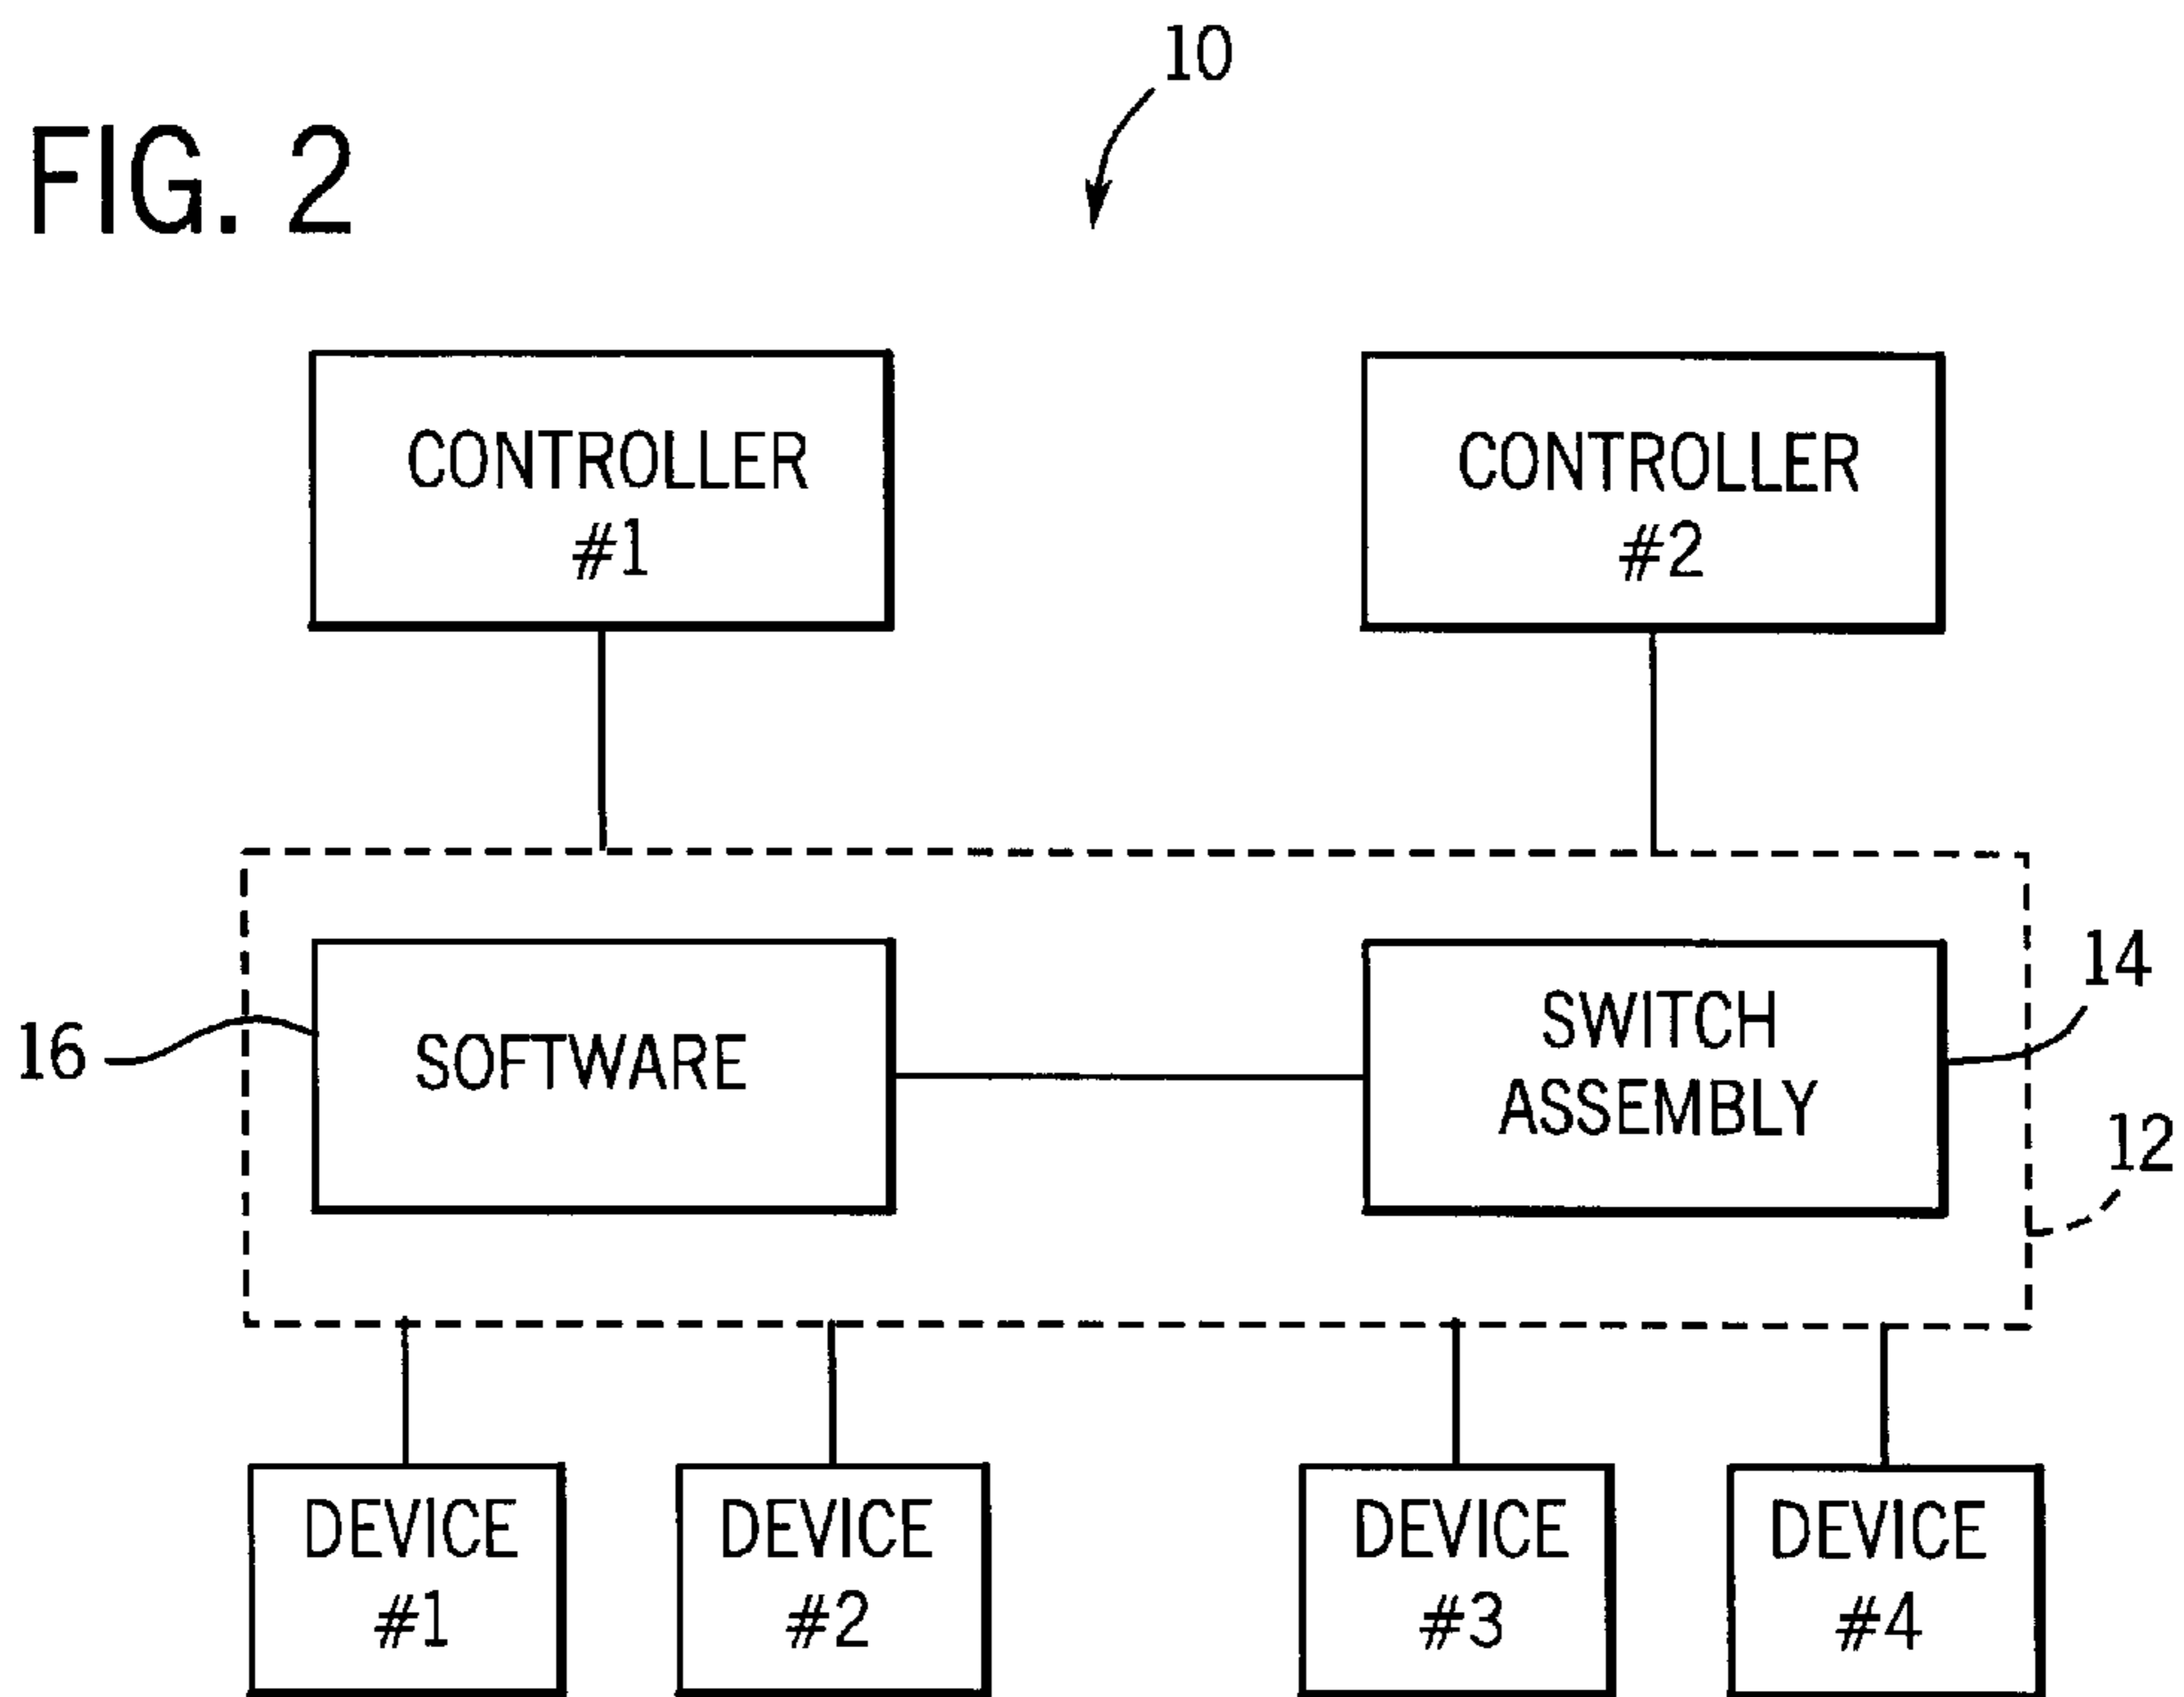 10
FIG. 2
CONTROLLER
#1
CONTROLLER
#2
16
SOFTWARE
SWITCH
ASSEMBLY
14
12
DEVICE
#1
DEVICE
#2
DEVICE
#3
DEVICE
#4